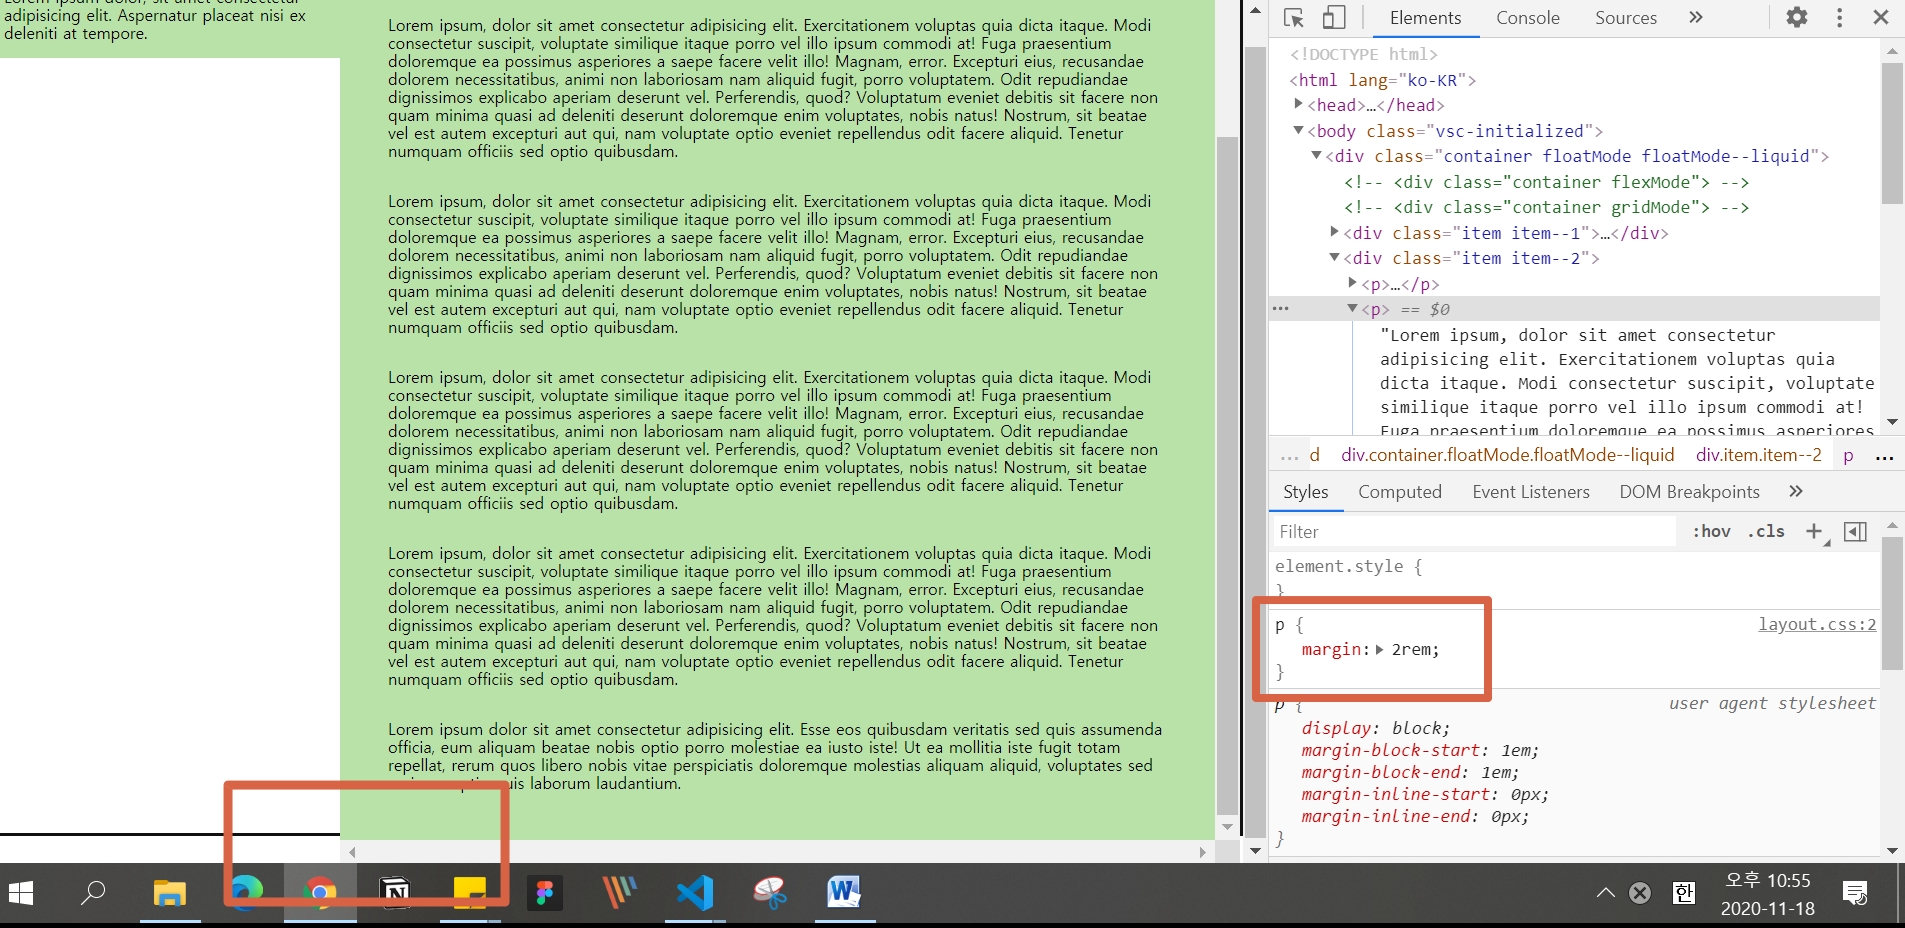 Lorem ipsum dolor, sit amet consectetur
adipisicing elit. Aspernatur placeat nisi ex
deleniti at tempore.
Lorem ipsum, dolor sit amet consectetur adipisicing elit. Exercitationem voluptas quia dicta itaque. Modi
consectetur suscipit, voluptate similique itaque porro vel illo ipsum commodi at! Fuga praesentium
doloremque ea possimus asperiores a saepe facere velit illo! Magnam, error. Excepturi eius, recusandae
dolorem necessitatibus, animi non laboriosam nam aliquid fugit, porro voluptatem. Odit repudiandae
dignissimos explicabo aperiam deserunt vel. Perferendis, quod? Voluptatum eveniet debitis sit facere non
quam minima quasi ad deleniti deserunt doloremque enim voluptates, nobis natus! Nostrum, sit beatae
vel est autem excepturi aut qui, nam voluptate optio eveniet repellendus odit facere aliquid. Tenetur
numquam officiis sed optio quibusdam.
Lorem ipsum, dolor sit amet consectetur adipisicing elit. Exercitationem voluptas quia dicta itaque. Modi
consectetur suscipit, voluptate similique itaque porro vel illo ipsum commodi at! Fuga praesentium
doloremque ea possimus asperiores a saepe facere velit illo! Magnam, error. Excepturi eius, recusandae
dolorem necessitatibus, animi non laboriosam nam aliquid fugit, porro voluptatem. Odit repudiandae
dignissimos explicabo aperiam deserunt vel. Perferendis, quod? Voluptatum eveniet debitis sit facere non
quam minima quasi ad deleniti deserunt doloremque enim voluptates, nobis natus! Nostrum, sit beatae
vel est autem excepturi aut qui, nam voluptate optio eveniet repellendus odit facere aliquid. Tenetur
numquam officiis sed optio quibusdam.
Lorem ipsum, dolor sit amet consectetur adipisicing elit. Exercitationem voluptas quia dicta itaque. Modi
consectetur suscipit, voluptate similique itaque porro vel illo ipsum commodi at! Fuga praesentium
doloremque ea possimus asperiores a saepe facere velit illo! Magnam, error. Excepturi eius, recusandae
dolorem necessitatibus, animi non laboriosam nam aliquid fugit, porro voluptatem. Odit repudiandae
dignissimos explicabo aperiam deserunt vel. Perferendis, quod? Voluptatum eveniet debitis sit facere non
quam minima quasi ad deleniti deserunt doloremque enim voluptates, nobis natus! Nostrum, sit beatae
vel est autem excepturi aut qui, nam voluptate optio eveniet repellendus odit facere aliquid. Tenetur
numquam officiis sed optio quibusdam.
Lorem ipsum, dolor sit amet consectetur adipisicing elit. Exercitationem voluptas quia dicta itaque. Modi
consectetur suscipit, voluptate similique itaque porro vel illo ipsum commodi at! Fuga praesentium
doloremque ea possimus asperiores a saepe facere velit illo! Magnam, error. Excepturi eius, recusandae
dolorem necessitatibus, animi non laboriosam nam aliquid fugit, porro voluptatem. Odit repudiandae
dignissimos explicabo aperiam deserunt vel. Perferendis, quod? Voluptatum eveniet debitis sit facere non
quam minima quasi ad deleniti deserunt doloremque enim voluptates, nobis natus! Nostrum, sit beatae
vel est autem excepturi aut qui, nam voluptate optio eveniet repellendus odit facere aliquid. Tenetur
numquam officiis sed optio quibusdam.
Lorem ipsum dolor sit amet consectetur adipisicing elit. Esse eos quibusdam veritatis sed quis assumenda
officia, eum aliquam beatae nobis optio porro molestiae ea iusto iste! Ut ea mollitia iste fugit totam
repellat, rerum quos libero nobis vitae perspiciatis doloremque molestias aliquam aliquid, voluptates sed
uis laborum laudantium.
Elements Console Sources »
<!DOCTYPE html>
<html lang="ko-KR">
<head>…</head>
<body class="vsc-initialized">
<div class="container floatMode floatMode--liquid">
<!-- <div class="container flexMode"> -->
<!-- <div class="container gridMode"> -->
<div class="item item--1">…</div>
<div class="item item--2">
<p>…</p>
<p> == $0
"Lorem ipsum, dolor sit amet consectetur
adipisicing elit. Exercitationem voluptas quia
dicta itaque. Modi consectetur suscipit, voluptate
similique itaque porro vel illo ipsum commodi at!
Fuga praesentium doloremque ea possimus asperiores
... d div.container.floatMode.floatMode--liquid div.item.item--2 p ...
Styles Computed Event Listeners DOM Breakpoints »
Filter :hov .cls +
element.style {
}
p { layout.css:2
margin: 2rem;
}
p { user agent stylesheet
display: block;
margin-block-start: 1em;
margin-block-end: 1em;
margin-inline-start: 0px;
margin-inline-end: 0px;
}
한 오후 10:55
2020-11-18